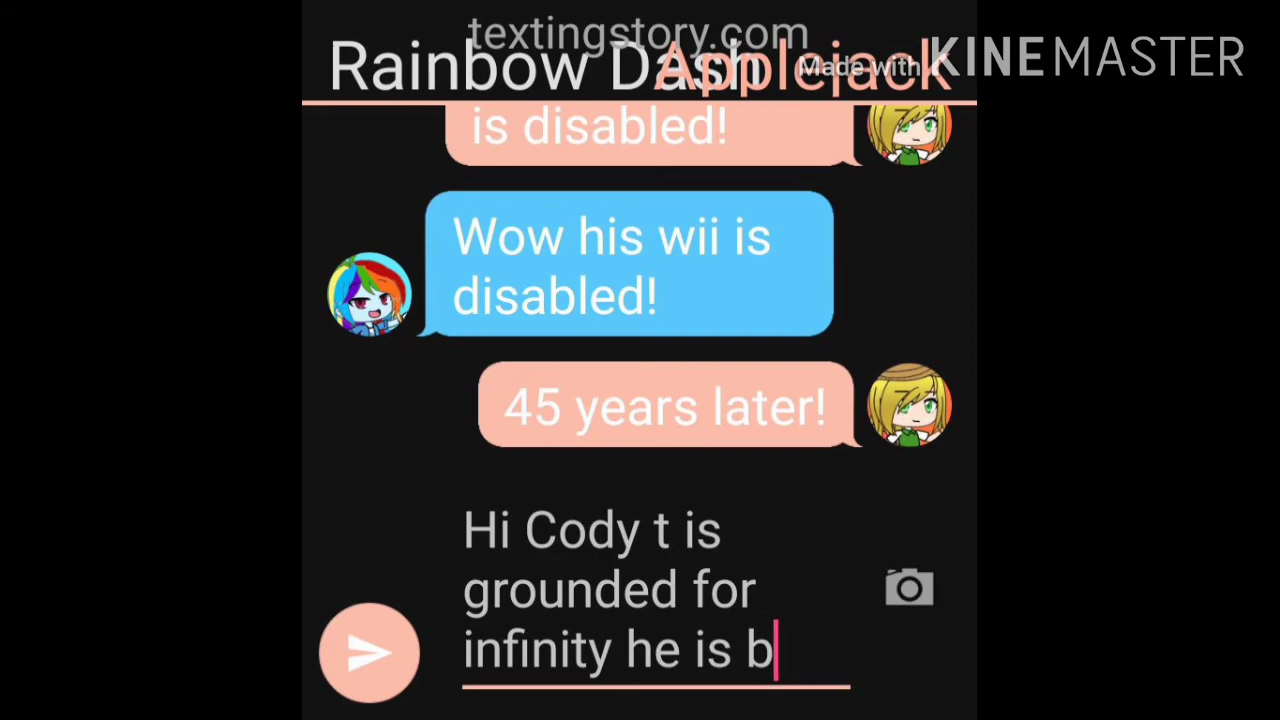 textingstory.com
Rainbow Dash Applejack
Made with KINEMASTER
is disabled!
Wow his wii is
disabled!
45 years later!
Hi Cody t is
grounded for
infinity he is b